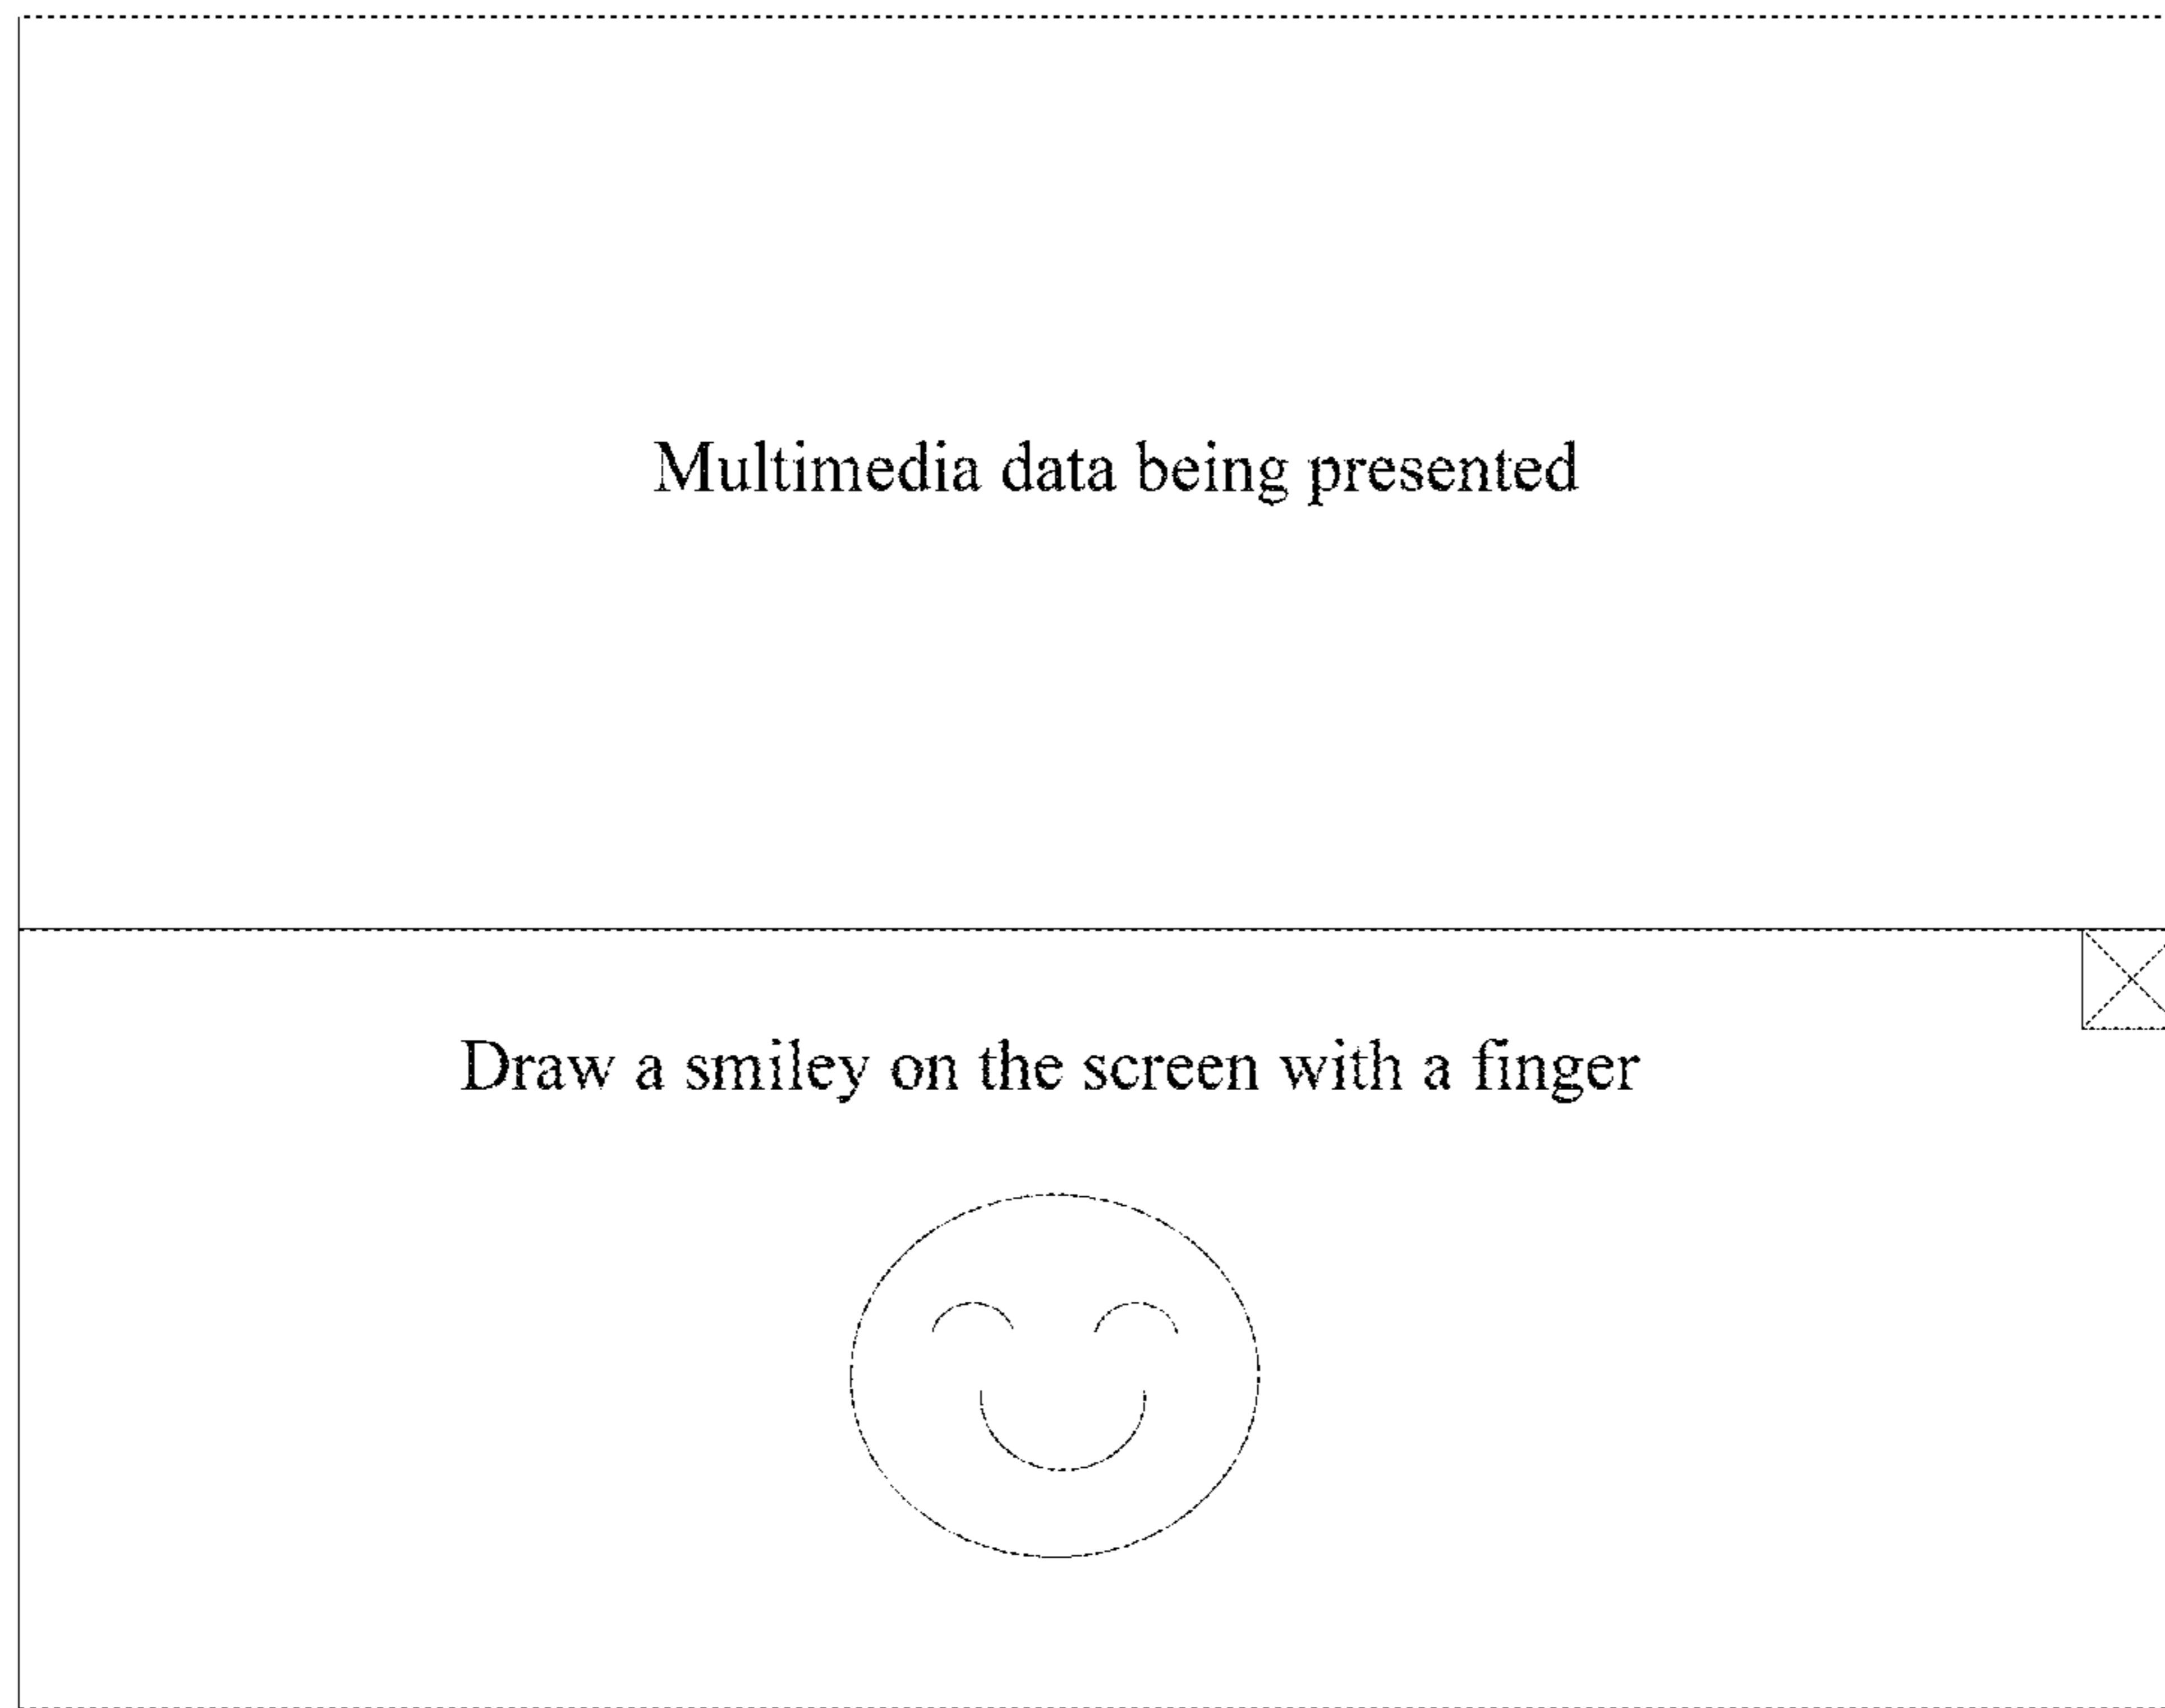 Multimedia data being presented
Draw a smiley on the screen with a finger